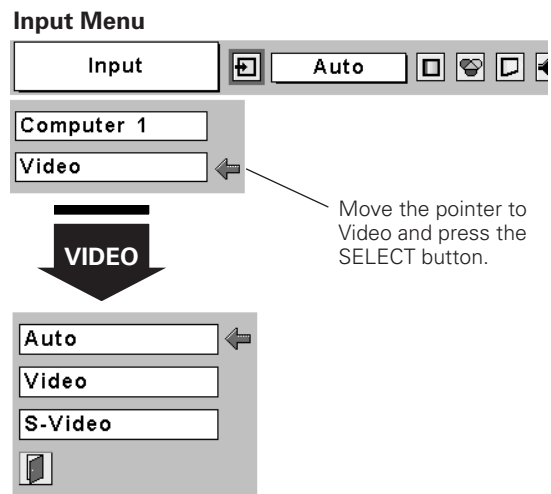 Input Menu
Input
Auto
Computer 1
Video
Move the pointer to
Video and press the
SELECT button.
VIDEO
Auto
Video
S-Video